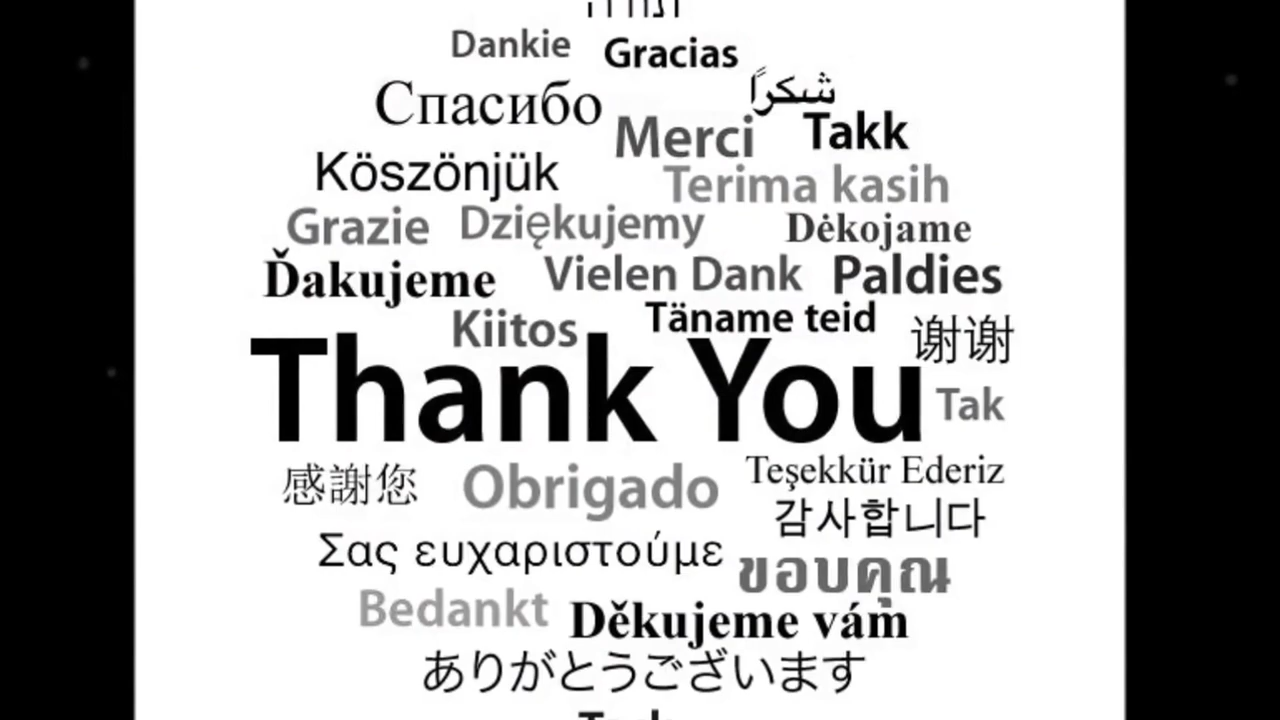 תודה
Dankie Gracias
Спасибо شكراً
Merci Takk
Köszönjük Terima kasih
Grazie Dziękujemy Dėkojame
Ďakujeme Vielen Dank Paldies
Kiitos Täname teid 谢谢
Thank You Tak
感謝您 Obrigado Teşekkür Ederiz
감사합니다
Σας ευχαριστούμε ขอบคุณ
Bedankt Děkujeme vám
ありがとうございます